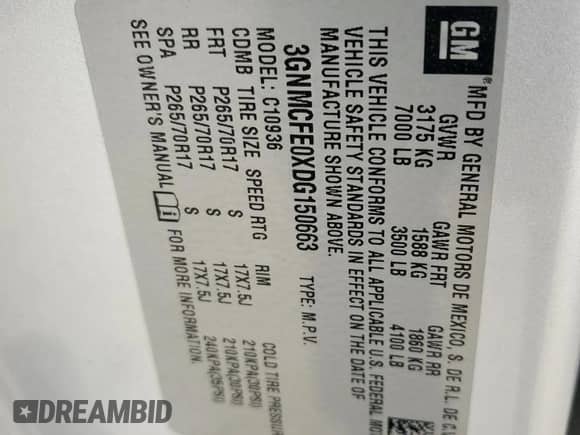 GM ®
MFD BY GENERAL MOTORS DE MEXICO, S. DE R.L. DE C.
GVWR GAWR FRT GAWR RR
3175 KG 1588 KG 1860 KG
7000 LB 3500 LB 4100 LB
THIS VEHICLE CONFORMS TO ALL APPLICABLE U.S. FEDERAL MO
VEHICLE SAFETY STANDARDS IN EFFECT ON THE DATE OF
MANUFACTURE SHOWN ABOVE.
3GNMCFE0XDG150663 TYPE: M.P.V.
MODEL: C10936
CDMB TIRE SIZE SPEED RTG RIM COLD TIRE PRESSUR
FRT P265/70R17 S 17X7.5J 210KPA(30PSI)
RR P265/70R17 S 17X7.5J 210KPA(30PSI)
SPA P265/70R17 S 17X7.5J 240KPA(35PSI)
SEE OWNER'S MANUAL FOR MORE INFORMATION.
DREAMBID